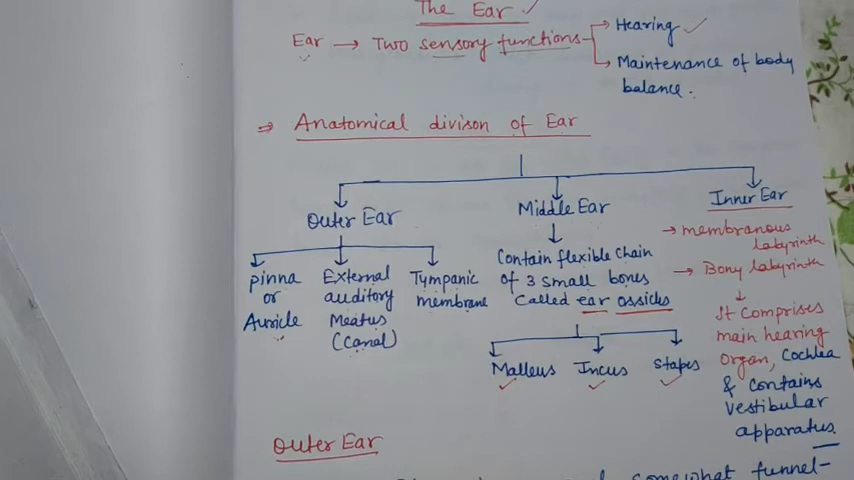 The Ear
Ear → Two sensory functions
Hearing
Maintenance of body
balance.
⇒ Anatomical divison of Ear
Outer Ear
Pinna
or
Auricle
External
auditory
Meatus
(canal)
Tympanic
membrane
Middle Ear
Contain flexible chain
of 3 small bones
Called ear ossicles
Malleus
Incus
Stapes
Inner Ear
→ membranous
labyrinth
→ Bony labyrinth
It comprises
main hearing
organ, Cochlea
& contains
vestibular
apparatus.
Outer Ear
somewhat funnel-